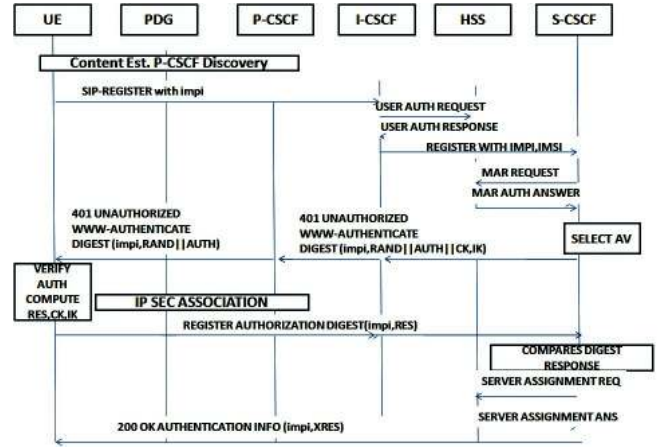 UE PDG P-CSCF I-CSCF HSS S-CSCF
Content Est. P-CSCF Discovery
SIP-REGISTER with impi
USER AUTH REQUEST
USER AUTH RESPONSE
REGISTER WITH IMPI,IMSI
MAR REQUEST
MAR AUTH ANSWER
401 UNAUTHORIZED
WWW-AUTHENTICATE
DIGEST (impi,RAND||AUTH)
401 UNAUTHORIZED
WWW-AUTHENTICATE
DIGEST (impi,RAND||AUTH||CK,IK)
SELECT AV
VERIFY
AUTH
COMPUTE
RES,CK,IK
IP SEC ASSOCIATION
REGISTER AUTHORIZATION DIGEST(impi,RES)
COMPARES DIGEST
RESPONSE
SERVER ASSIGNMENT REQ
SERVER ASSIGNMENT ANS
200 OK AUTHENTICATION INFO (impi,XRES)